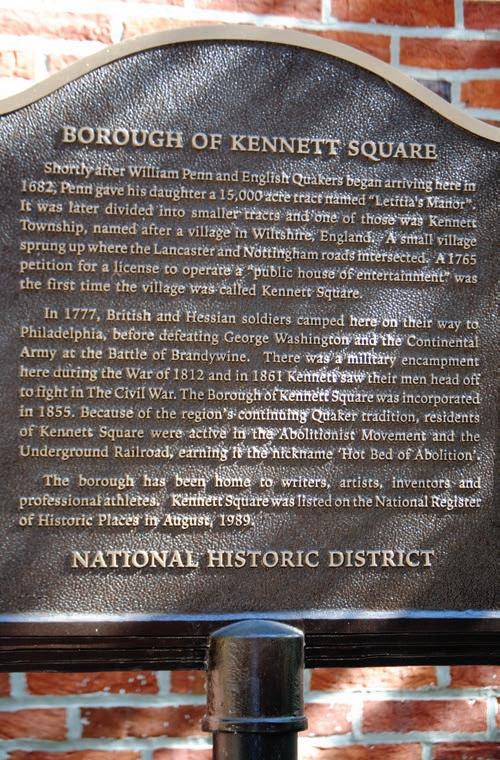 BOROUGH OF KENNETT SQUARE
Shortly after William Penn and English Quakers began arriving here in
1682, Penn gave his daughter a 15,000 acre tract named "Letitia's Manor".
It was later divided into smaller tracts and one of those was Kennett
Township, named after a village in Wiltshire, England. A small village
sprung up where the Lancaster and Nottingham roads intersected. A 1765
petition for a license to operate a "public house of entertainment" was
the first time the village was called Kennett Square.
In 1777, British and Hessian soldiers camped here on their way to
Philadelphia, before defeating George Washington and the Continental
Army at the Battle of Brandywine. There was a military encampment
here during the War of 1812 and in 1861 Kennett saw their men head off
to fight in The Civil War. The Borough of Kennett Square was incorporated
in 1855. Because of the region's continuing Quaker tradition, residents
of Kennett Square were active in the Abolitionist Movement and the
Underground Railroad, earning it the nickname 'Hot Bed of Abolition'.
The borough has been home to writers, artists, inventors and
professional athletes. Kennett Square was listed on the National Register
of Historic Places in August, 1989.
NATIONAL HISTORIC DISTRICT